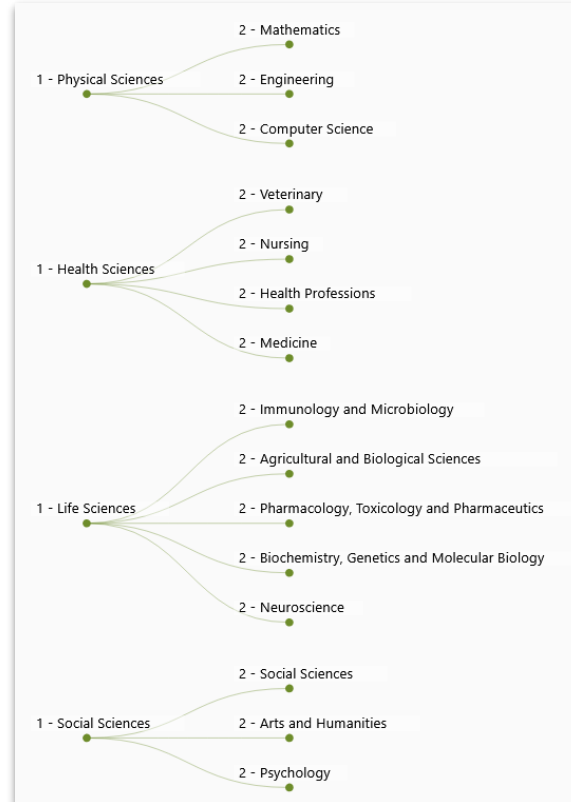 2 - Mathematics
1 - Physical Sciences
2 - Engineering
2 - Computer Science
2 - Veterinary
2 - Nursing
1 - Health Sciences
2 - Health Professions
2 - Medicine
2 - Immunology and Microbiology
2 - Agricultural and Biological Sciences
1 - Life Sciences
2 - Pharmacology, Toxicology and Pharmaceutics
2 - Biochemistry, Genetics and Molecular Biology
2 - Neuroscience
2 - Social Sciences
1 - Social Sciences
2 - Arts and Humanities
2 - Psychology